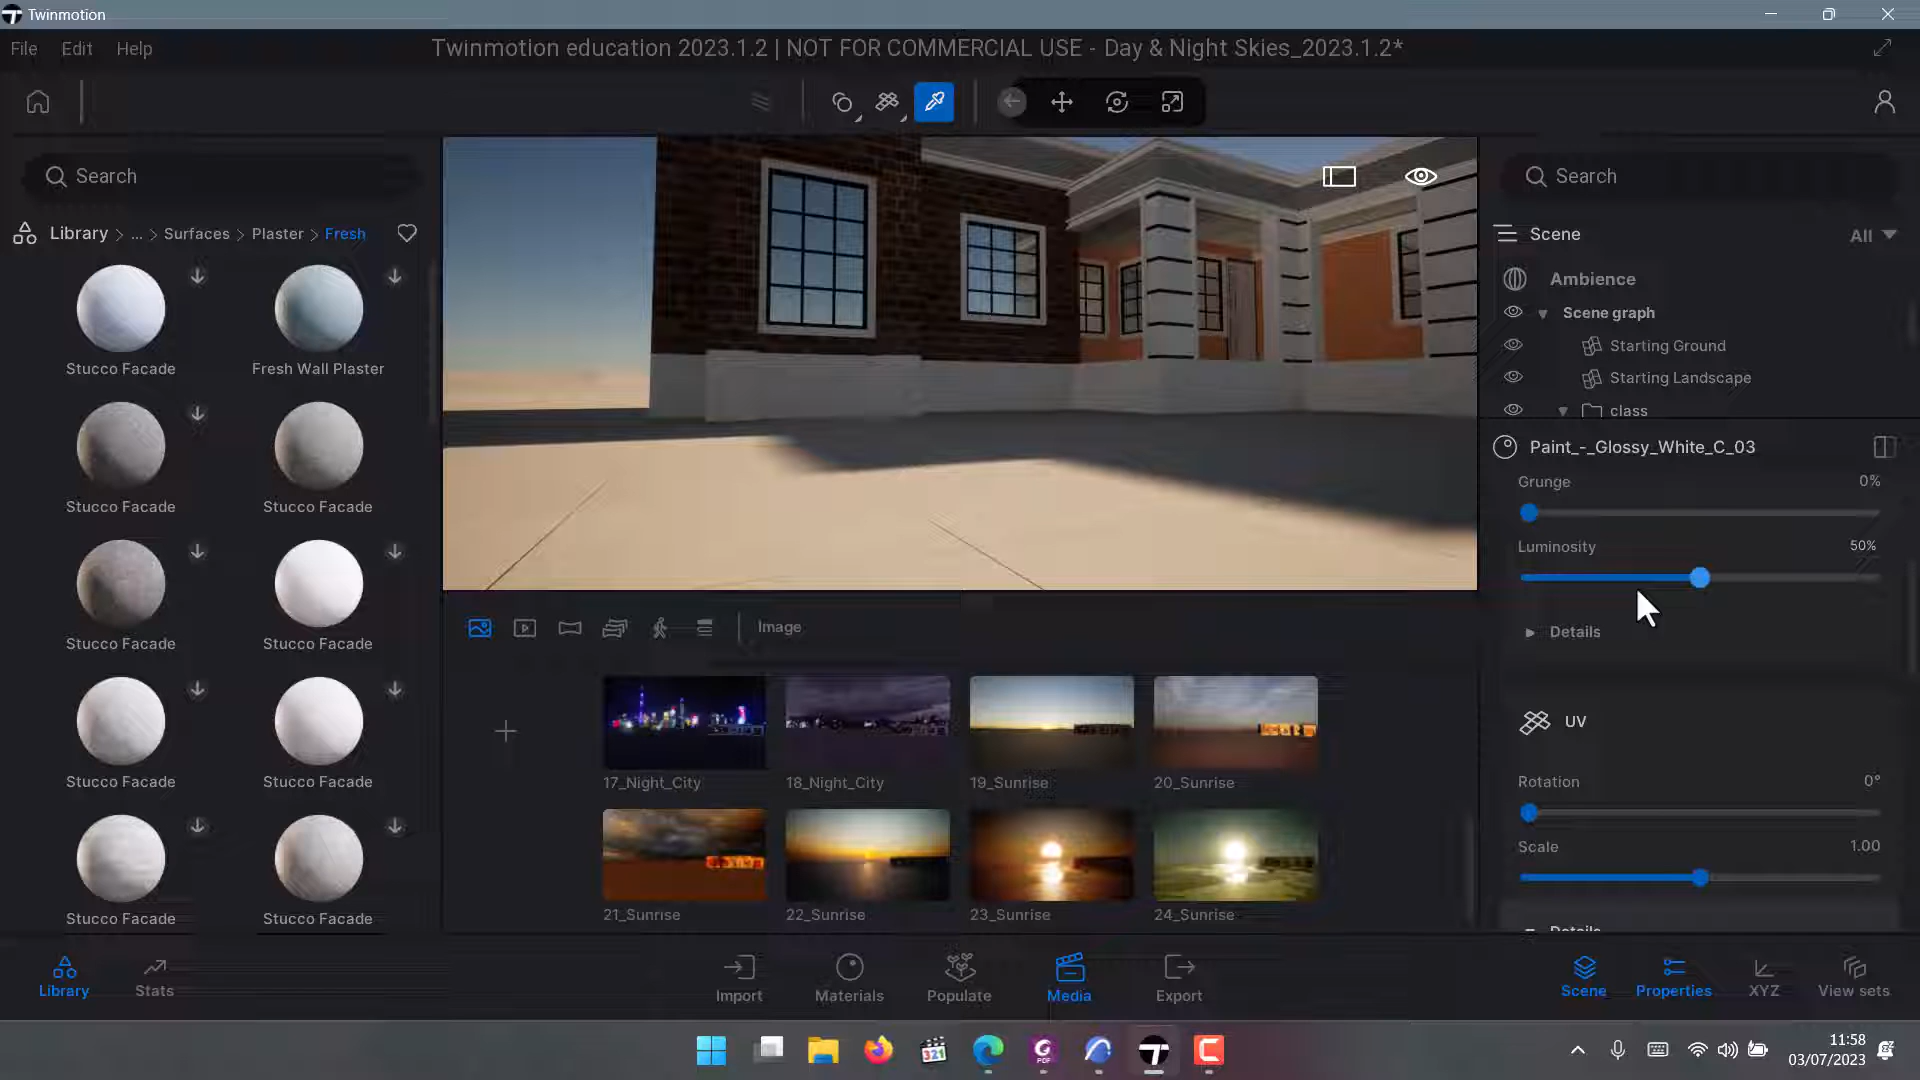 Twinmotion
File Edit Help
Twinmotion education 2023.1.2 | NOT FOR COMMERCIAL USE - Day & Night Skies_2023.1.2*
Search
Library > ... > Surfaces > Plaster > Fresh
Stucco Facade
Fresh Wall Plaster
Stucco Facade
Stucco Facade
Stucco Facade
Stucco Facade
Stucco Facade
Stucco Facade
Stucco Facade
Stucco Facade
Library
Stats
Image
17_Night_City
18_Night_City
19_Sunrise
20_Sunrise
21_Sunrise
22_Sunrise
23_Sunrise
24_Sunrise
Import
Materials
Populate
Media
Export
Search
Scene
All
Ambience
Scene graph
Starting Ground
Starting Landscape
class
Paint_-_Glossy_White_C_03
Grunge 0%
Luminosity 50%
Details
UV
Rotation 0°
Scale 1.00
Details
Scene
Properties
XYZ
View sets
321
PDF
11:58
03/07/2023